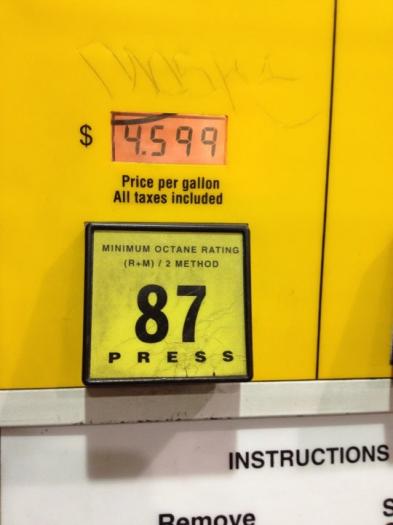 $ 4.599
Price per gallon
All taxes included
MINIMUM OCTANE RATING
(R+M) / 2 METHOD
87
PRESS
INSTRUCTIONS
Remove